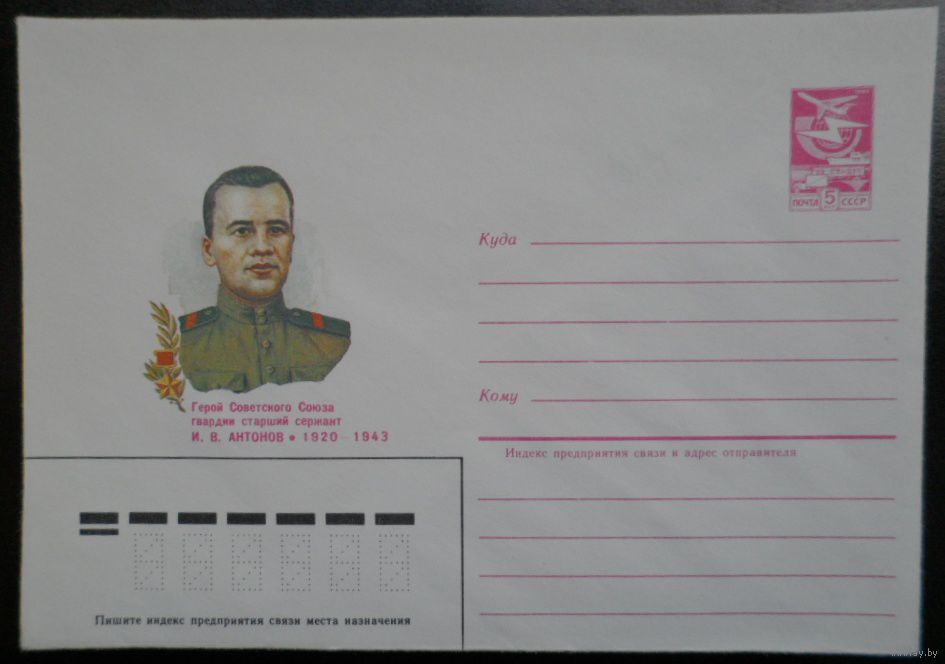 ПОЧТА 5 СССР
Куда
Герой Советского Союза
гвардии старший сержант
И. В. АНТОНОВ • 1920–1943
Кому
Индекс предприятия связи и адрес отправителя
Пишите индекс предприятия связи места назначения